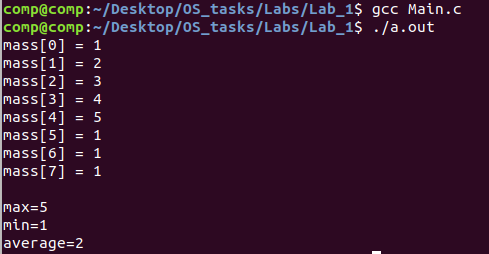 comp@comp:~/Desktop/OS_tasks/Labs/Lab_1$ gcc Main.c
comp@comp:~/Desktop/OS_tasks/Labs/Lab_1$ ./a.out
mass[0] = 1
mass[1] = 2
mass[2] = 3
mass[3] = 4
mass[4] = 5
mass[5] = 1
mass[6] = 1
mass[7] = 1
max=5
min=1
average=2